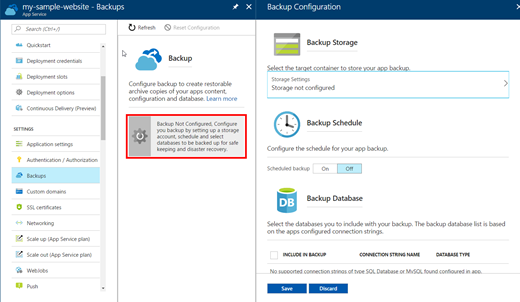 my-sample-website - Backups
App Service
Search (Ctrl+/)
Quickstart
Deployment credentials
Deployment slots
Deployment options
Continuous Delivery (Preview)
SETTINGS
Application settings
Authentication / Authorization
Backups
Custom domains
SSL certificates
Networking
Scale up (App Service plan)
Scale out (App Service plan)
WebJobs
Push
Refresh
Reset Configuration
Backup
Configure backup to create restorable
archive copies of your apps content,
configuration and database. Learn more
Backup Not Configured, Configure
you backup by setting up a storage
account, schedule and select
databases to be backed up for safe
keeping and disaster recovery.
Backup Configuration
Backup Storage
Select the target container to store your app backup.
Storage Settings
Storage not configured
Backup Schedule
Configure the schedule for your app backup.
Scheduled backup
On
Off
DB
Backup Database
Select the databases you to include with your backup. The backup database list is based
on the apps configured connection strings.
INCLUDE IN BACKUP
CONNECTION STRING NAME
DATABASE TYPE
No supported connection strings of type SQL Database or MySQL found configured in app.
Save
Discard